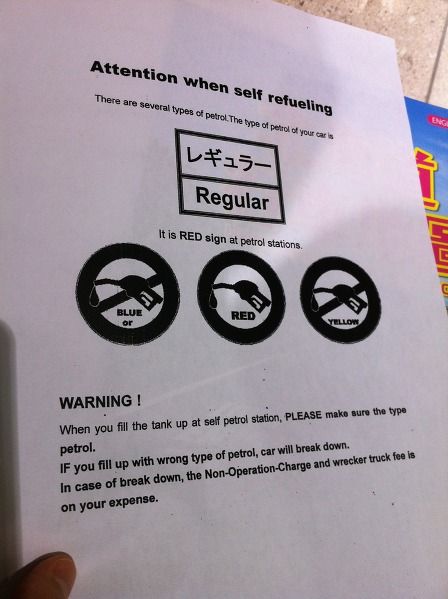 Attention when self refueling
There are several types of petrol.The type of petrol of your car is
レギュラー
Regular
It is RED sign at petrol stations.
BLUE
or
RED
YELLOW
WARNING !
When you fill the tank up at self petrol station, PLEASE make sure the type
petrol.
IF you fill up with wrong type of petrol, car will break down.
In case of break down, the Non-Operation-Charge and wrecker truck fee is
on your expense.
ENG